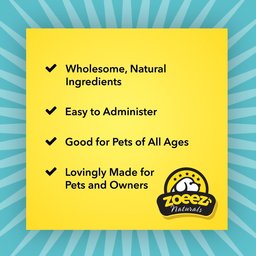 Wholesome, Natural
Ingredients
Easy to Administer
Good for Pets of All Ages
Lovingly Made for
Pets and Owners
zoeez
Naturals